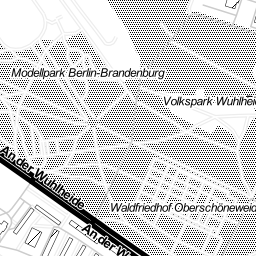 Modellpark Berlin-Brandenburg
Volkspark Wuhlhei
An der Wuhlheide
Waldfriedhof Oberschönewei
An der W